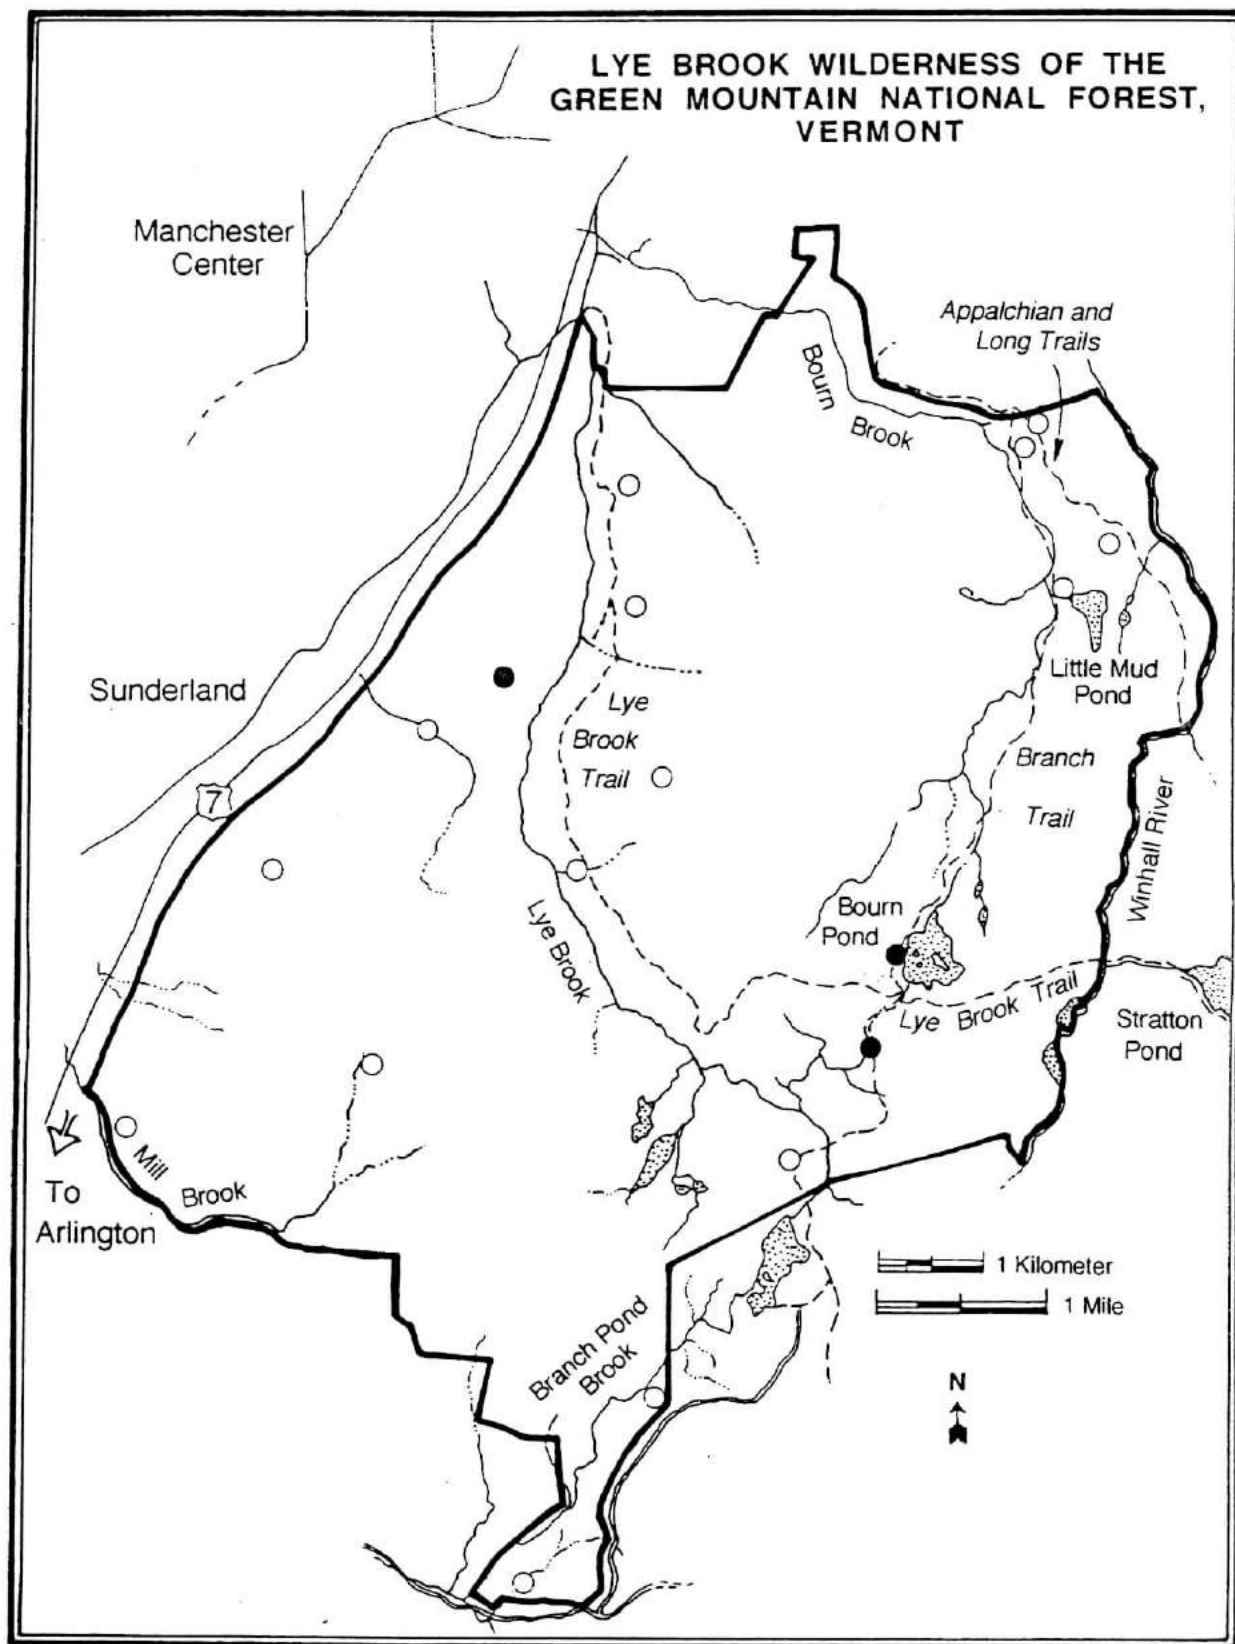 LYE BROOK WILDERNESS OF THE
GREEN MOUNTAIN NATIONAL FOREST,
VERMONT
Manchester
Center
Appalchian and
Long Trails
Bourn
Brook
Sunderland
7
Lye
Brook
Trail
Little Mud
Pond
Branch
Trail
Winhall River
Bourn
Pond
Lye Brook
Lye Brook Trail
Stratton
Pond
Mill
Brook
To
Arlington
1 Kilometer
1 Mile
Branch Pond
Brook
N